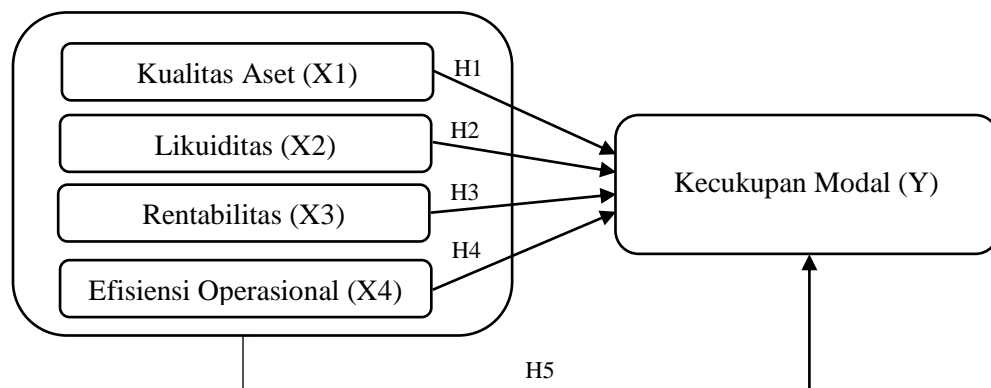 Kualitas Aset (X1)
H1
Likuiditas (X2)
H2
Kecukupan Modal (Y)
Rentabilitas (X3)
H3
H4
Efisiensi Operasional (X4)
H5